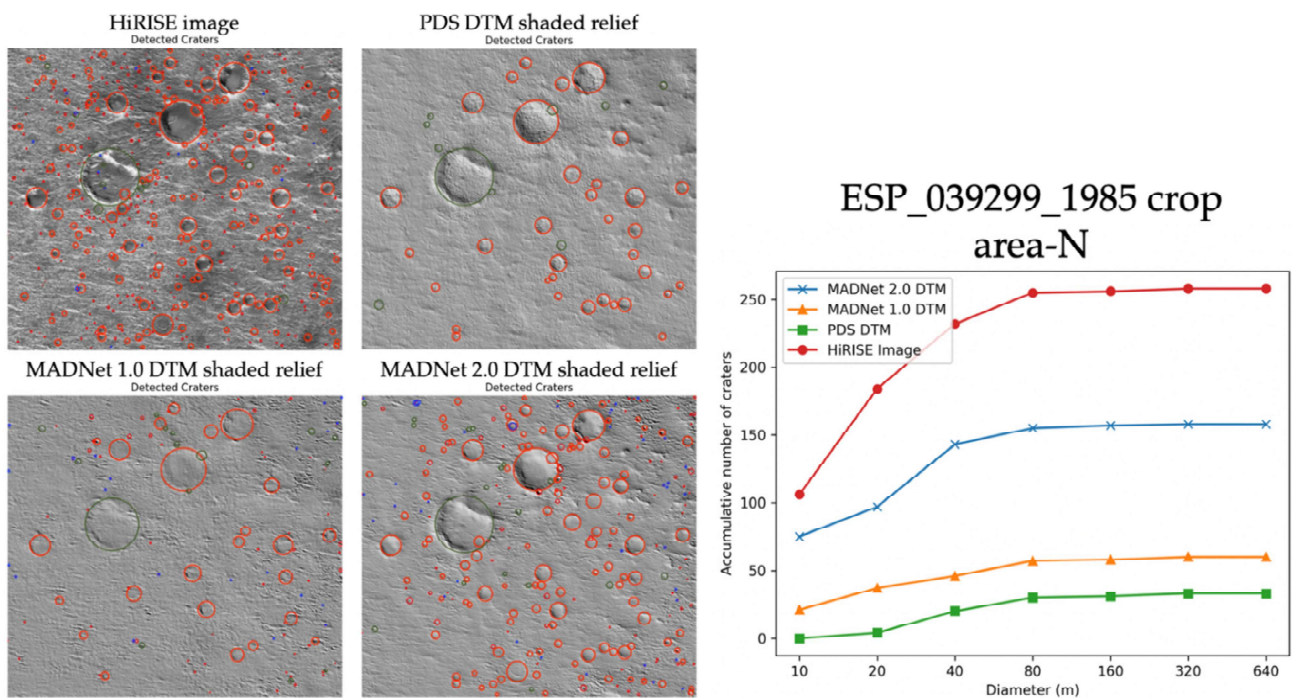 HiRISE image
Detected Craters
PDS DTM shaded relief
Detected Craters
MADNet 1.0 DTM shaded relief
Detected Craters
MADNet 2.0 DTM shaded relief
Detected Craters
ESP_039299_1985 crop
area-N
MADNet 2.0 DTM
MADNet 1.0 DTM
PDS DTM
HiRISE Image
Accumulative number of craters
250
200
150
100
50
0
10 20 40 80 160 320 640
Diameter (m)